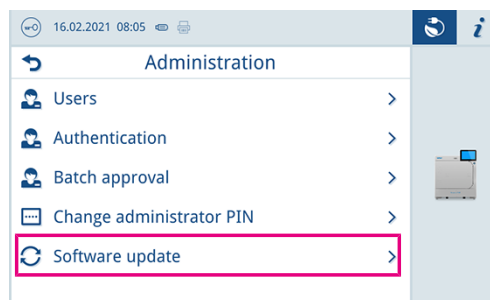 16.02.2021 08:05
i
Administration
Users
Authentication
Batch approval
Change administrator PIN
Software update